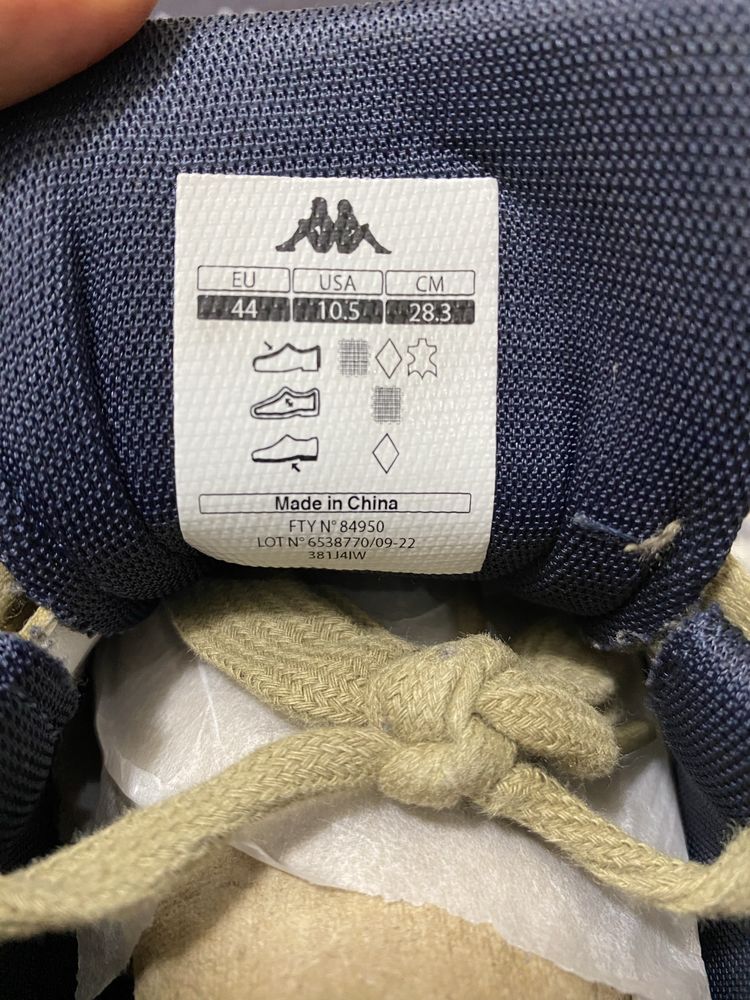 EU USA CM
44 10.5 28.3
Made in China
FTY N° 84950
LOT N° 6538770/09-22
381J4IW